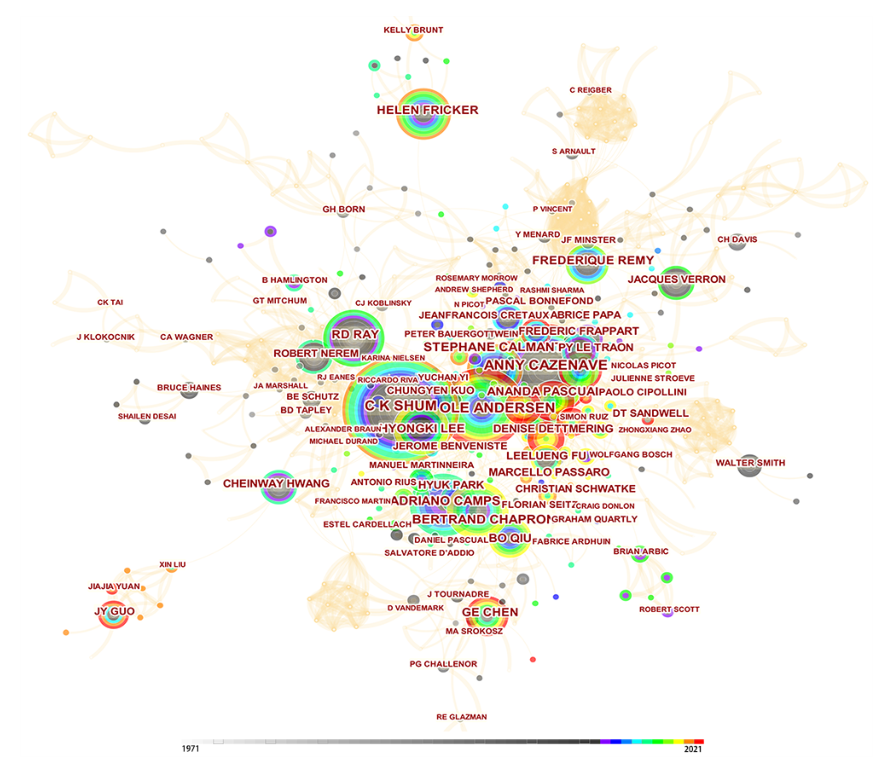 KELLY BRUNT
C REIGBER
HELEN FRICKER
S ARNAULT
GH BORN
P VINCENT
Y MENARD
JF MINSTER
CH DAVIS
FREDERIQUE REMY
B HAMLINGTON
ROSEMARY MORROW
JACQUES VERRON
ANDREW SHEPHERD
RASHMI SHARMA
CK TAI
GT MITCHUM
CJ KOBLINSKY
N PICOT
PASCAL BONNEFOND
JEANFRANCOIS CRETAUX
ABRICE PAPA
J KLOKOCNIK
CA WAGNER
RD RAY
PETER BAUERGOTTWEIN
FREDERIC FRAPPART
STEPHANE CALMAN
PY LE TRAON
ROBERT NEREM
KARINA NIELSEN
ANNY CAZENAVE
NICOLAS PICOT
RJ EANES
RICCARDO RIVA
YUCHAN YI
JULIENNE STROEVE
BRUCE HAINES
JA MARSHALL
CHUNGYEN KUO
ANANDA PASCUAL
PAOLO CIPOLLINI
BE SCHUTZ
C K SHUM
OLE ANDERSEN
BD TAPLEY
SHAILEN DESAI
SIMON RUIZ
DT SANDWELL
ALEXANDER BRAUN
HYONGKI LEE
DENISE DETTMERING
ZHONGXIANG ZHAO
MICHAEL DURAND
JEROME BENVENISTE
LEELUENG FU
WOLFGANG BOSCH
MANUEL MARTINNEIRA
WALTER SMITH
MARCELLO PASSARO
CHEINWAY HWANG
ANTONIO RIUS
HYUK PARK
CHRISTIAN SCHWATKE
FRANCISCO MARTIN
ADRIANO CAMPS
FLORIAN SEITZ
CRAIG DONLON
ESTEL CARDELLACH
BERTRAND CHAPRON
GRAHAM QUARTLY
DANIEL PASCUAL
BO QIU
FABRICE ARDHUIN
SALVATORE D'ADDIO
BRIAN ARBIC
XIN LIU
JIAJIA YUAN
J TOURNADRE
JY GUO
D VANDEMARK
GE CHEN
ROBERT SCOTT
MA SROKOSZ
PG CHALLENOR
RE GLAZMAN
1971
2021